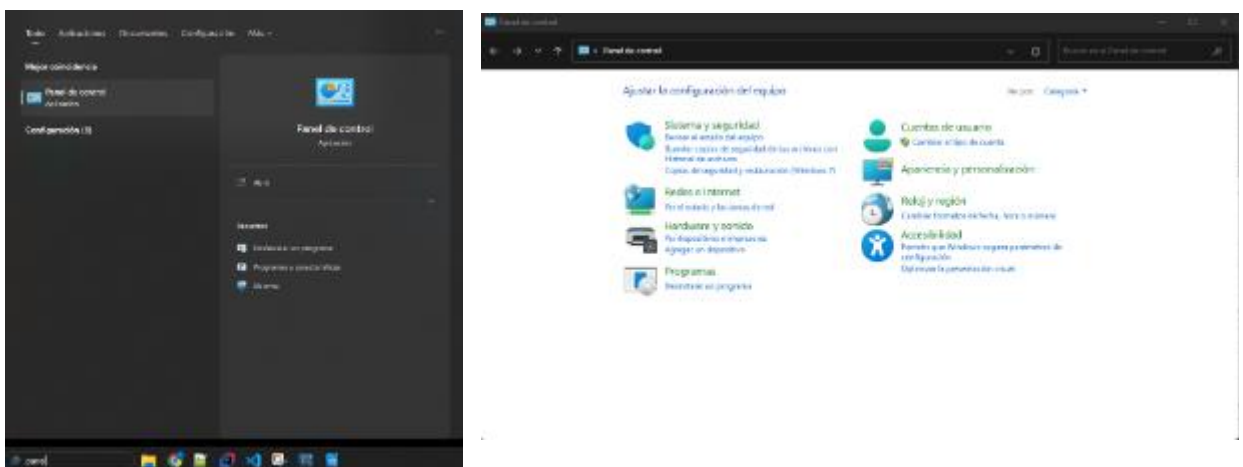 Todo Aplicaciones Documentos Configuración Más
Mejor coincidencia
Panel de control
Aplicación
Configuración (3)
Panel de control
Aplicación
Abrir
Recientes
Desinstalar un programa
Programas y características
Sistema
panel
Panel de control
Panel de control
Buscar en el Panel de control
Ajustar la configuración del equipo
Ver por: Categoría
Sistema y seguridad
Revisar el estado del equipo
Guardar copias de seguridad de los archivos con
Historial de archivos
Copias de seguridad y restauración (Windows 7)
Redes e Internet
Ver el estado y las tareas de red
Hardware y sonido
Ver dispositivos e impresoras
Agregar un dispositivo
Programas
Desinstalar un programa
Cuentas de usuario
Cambiar el tipo de cuenta
Apariencia y personalización
Reloj y región
Cambiar formatos de fecha, hora o número
Accesibilidad
Permitir que Windows sugiera parámetros de
configuración
Optimizar la presentación visual